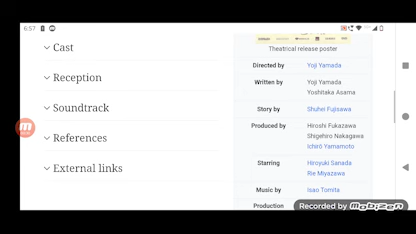 6:57
Cast
Reception
Soundtrack
References
External links
Theatrical release poster
Directed by Yoji Yamada
Written by Yoji Yamada
Yoshitaka Asama
Story by Shuhei Fujisawa
Produced by Hiroshi Fukazawa
Shigehiro Nakagawa
Ichirō Yamamoto
Starring Hiroyuki Sanada
Rie Miyazawa
Music by Isao Tomita
Production
Recorded by Mobizen